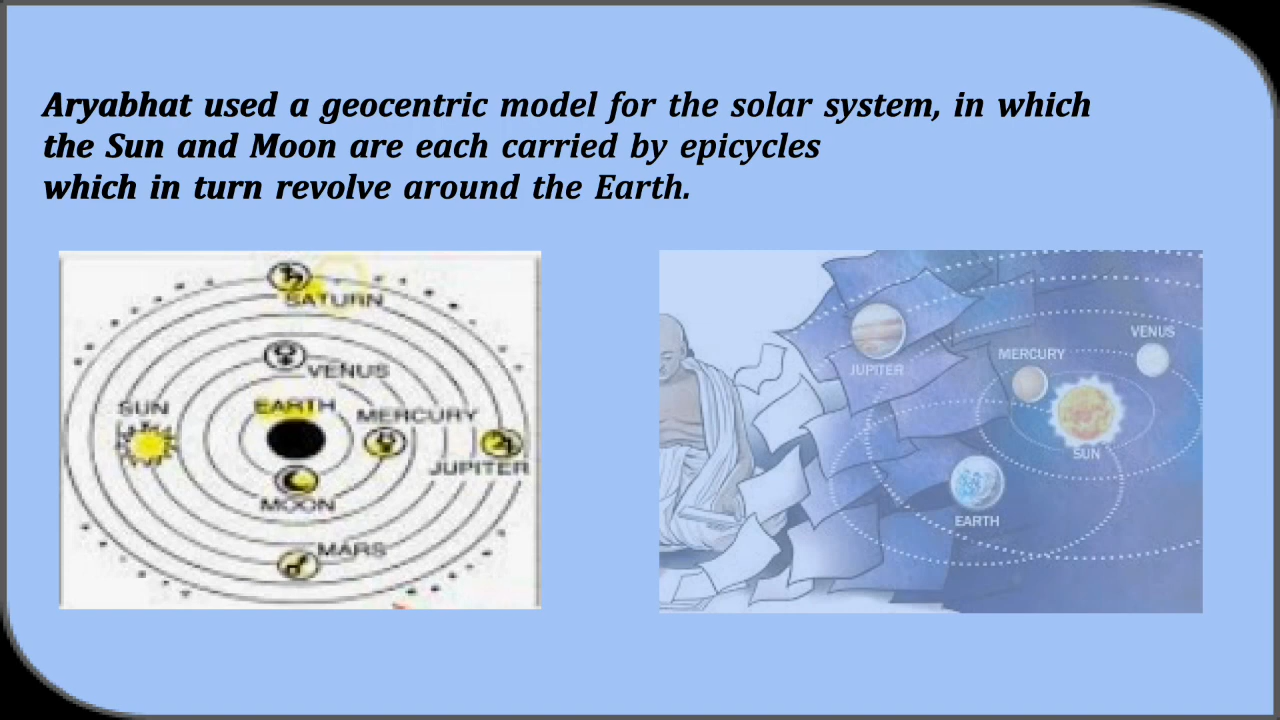 Aryabhat used a geocentric model for the solar system, in which
the Sun and Moon are each carried by epicycles
which in turn revolve around the Earth.
SATURN
VENUS
SUN
EARTH
MERCURY
JUPITER
MOON
MARS
VENUS
MERCURY
JUPITER
SUN
EARTH